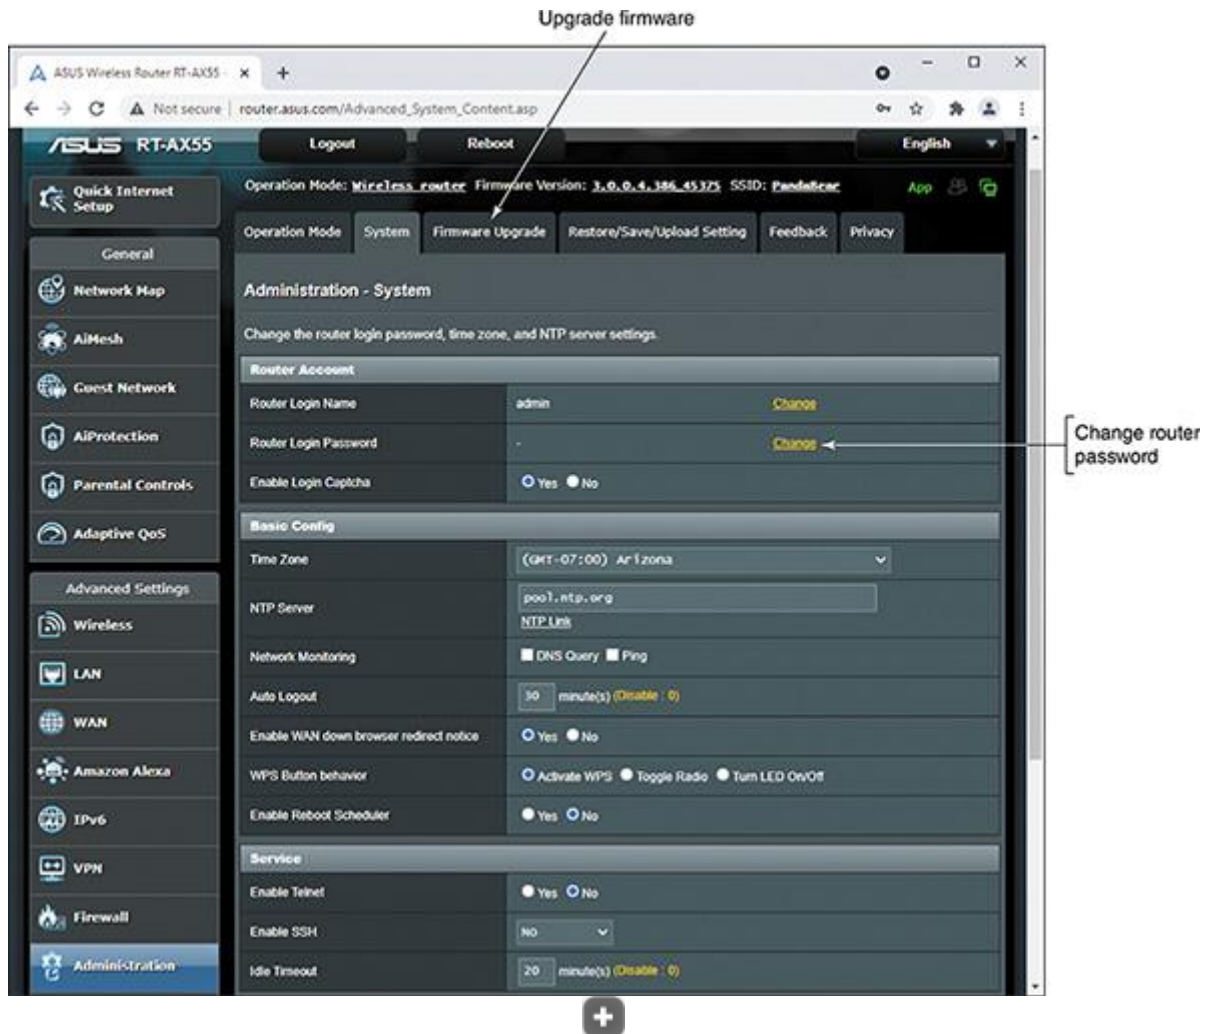 Upgrade firmware
ASUS Wireless Router RT-AX55 -
Not secure | router.asus.com/Advanced_System_Content.asp
ASUS RT-AX55
Logout
Reboot
English
Quick Internet Setup
Operation Mode: Wireless router Firmware Version: 3.0.0.4.386_45375 SSID: PandaBear
App
Operation Mode
System
Firmware Upgrade
Restore/Save/Upload Setting
Feedback
Privacy
General
Network Map
AiMesh
Guest Network
AiProtection
Parental Controls
Adaptive QoS
Advanced Settings
Wireless
LAN
WAN
Amazon Alexa
IPv6
VPN
Firewall
Administration
Administration - System
Change the router login password, time zone, and NTP server settings.
Router Account
Router Login Name admin Change
Router Login Password - Change
Change router password
Enable Login Captcha Yes No
Basic Config
Time Zone (GMT-07:00) Arizona
NTP Server pool.ntp.org
NTP Link
Network Monitoring DNS Query Ping
Auto Logout 30 minute(s) (Disable : 0)
Enable WAN down browser redirect notice Yes No
WPS Button behavior Activate WPS Toggle Radio Turn LED On/Off
Enable Reboot Scheduler Yes No
Service
Enable Telnet Yes No
Enable SSH NO
Idle Timeout 20 minute(s) (Disable : 0)